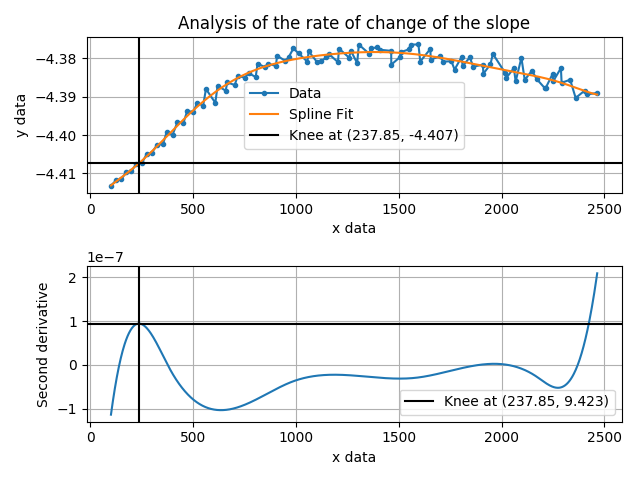 Analysis of the rate of change of the slope
y data
−4.38
−4.39
−4.40
−4.41
Data
Spline Fit
Knee at (237.85, -4.407)
0 500 1000 1500 2000 2500
x data
1e−7
Second derivative
2
1
0
−1
Knee at (237.85, 9.423)
0 500 1000 1500 2000 2500
x data